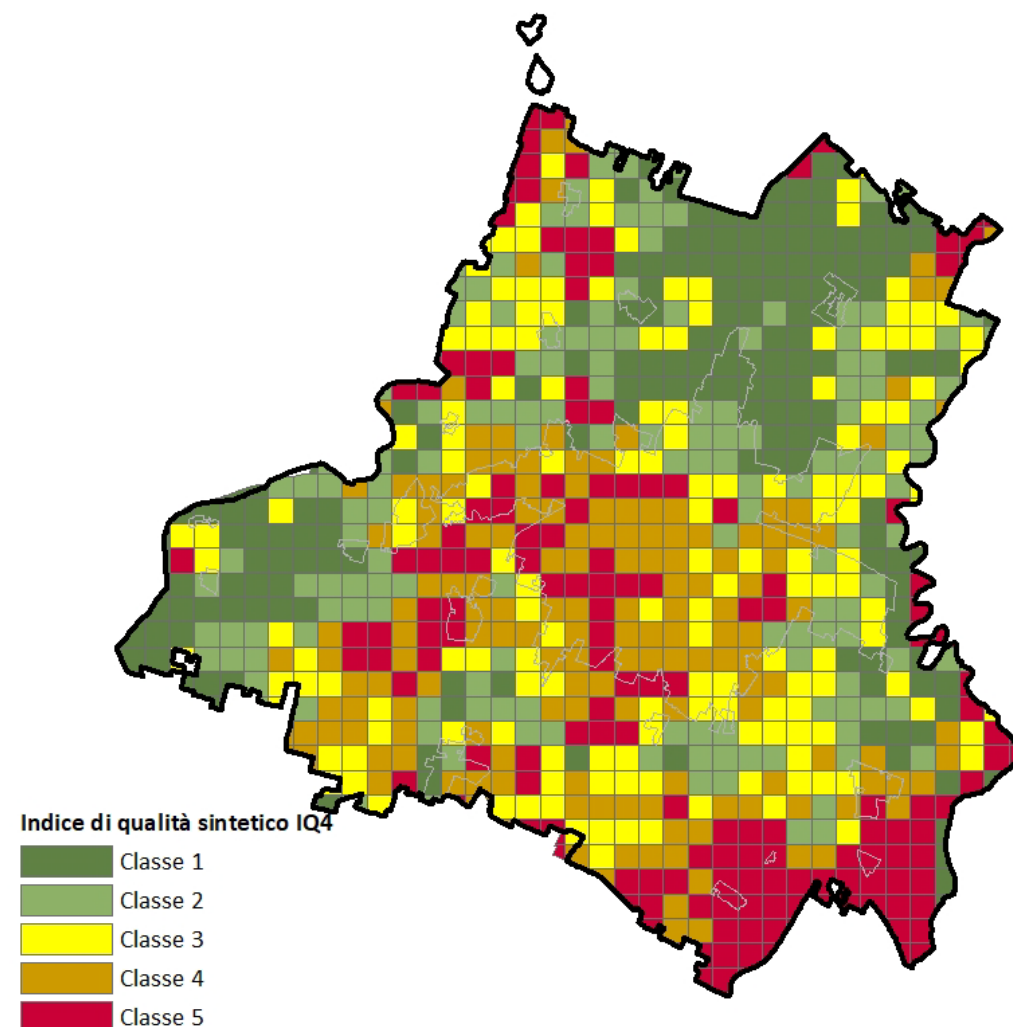 Indice di qualità sintetico IQ4
Classe 1
Classe 2
Classe 3
Classe 4
Classe 5